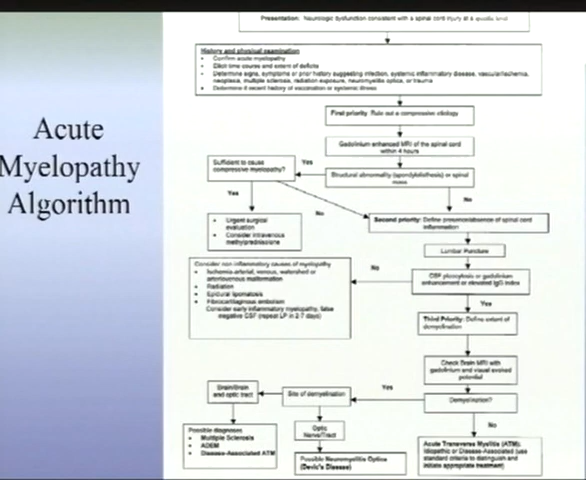 Acute
Myelopathy
Algorithm
Presentation: Neurologic dysfunction consistent with a spinal cord injury at a specific level
History and physical examination
• Confirm acute myelopathy
• Elicit time course and extent of deficits
• Determine signs, symptoms or prior history suggesting infection, systemic inflammatory disease, vascular/ischemia,
neoplasia, multiple sclerosis, radiation exposure, neuromyelitis optica, or trauma
• Determine if recent history of vaccination or systemic illness
First priority: Rule out a compressive etiology
Gadolinium enhanced MRI of the spinal cord
within 4 hours
Structural abnormality (spondylolisthesis) or spinal
mass
Yes
Sufficient to cause
compressive myelopathy?
Yes
No
No
• Urgent surgical
evaluation
• Consider intravenous
methylprednisolone
Second priority: Define presence/absence of spinal cord
inflammation
Lumbar Puncture
CSF pleocytosis or gadolinium
enhancement or elevated IgG index
No
Consider non inflammatory causes of myelopathy
• Ischemia-arterial, venous, watershed or
arteriovenous malformation
• Radiation
• Epidural lipomatosis
• Fibrocartilaginous embolism
Consider early inflammatory myelopathy, false
negative CSF (repeat LP in 2-7 days)
Yes
Third Priority: Define extent of
demyelination
Check Brain MRI with
gadolinium and visual evoked
potential
Demyelination?
Yes
Site of demyelination
Brain/Brain
and optic tract
Possible diagnoses
• Multiple Sclerosis
• ADEM
• Disease-Associated ATM
Optic
Nerve/Tract
Possible Neuromyelitis Optica
(Devic's Disease)
No
Acute Transverse Myelitis (ATM):
Idiopathic or Disease-Associated (use
standard criteria to distinguish and
initiate appropriate treatment)